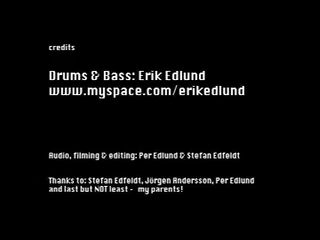 credits
Drums & Bass: Erik Edlund
www.myspace.com/erikedlund
Audio, filming & editing: Per Edlund & Stefan Edfeldt
Thanks to: Stefan Edfeldt, Jörgen Andersson, Per Edlund
and last but NOT least - my parents!